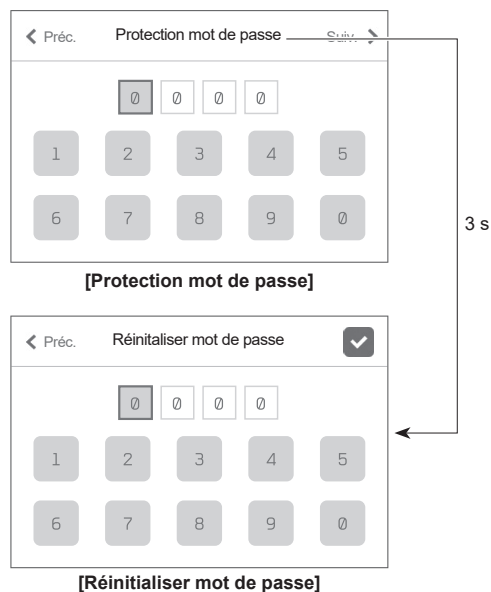 Préc. Protection mot de passe Suiv.
0 0 0 0
1 2 3 4 5
6 7 8 9 0
3 s
[Protection mot de passe]
Préc. Réinitaliser mot de passe
0 0 0 0
1 2 3 4 5
6 7 8 9 0
[Réinitialiser mot de passe]